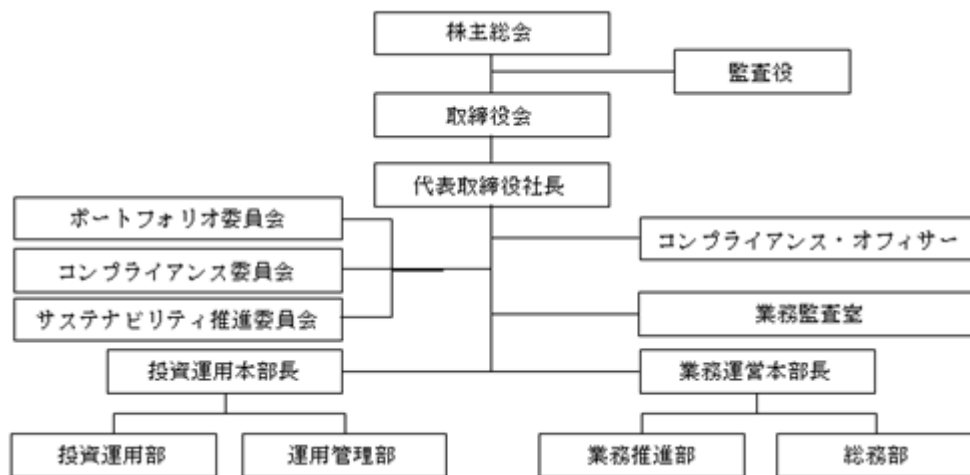 株主総会
監査役
取締役会
代表取締役社長
ポートフォリオ委員会
コンプライアンス・オフィサー
コンプライアンス委員会
サステナビリティ推進委員会
業務監査室
投資運用本部長
業務運営本部長
投資運用部
運用管理部
業務推進部
総務部